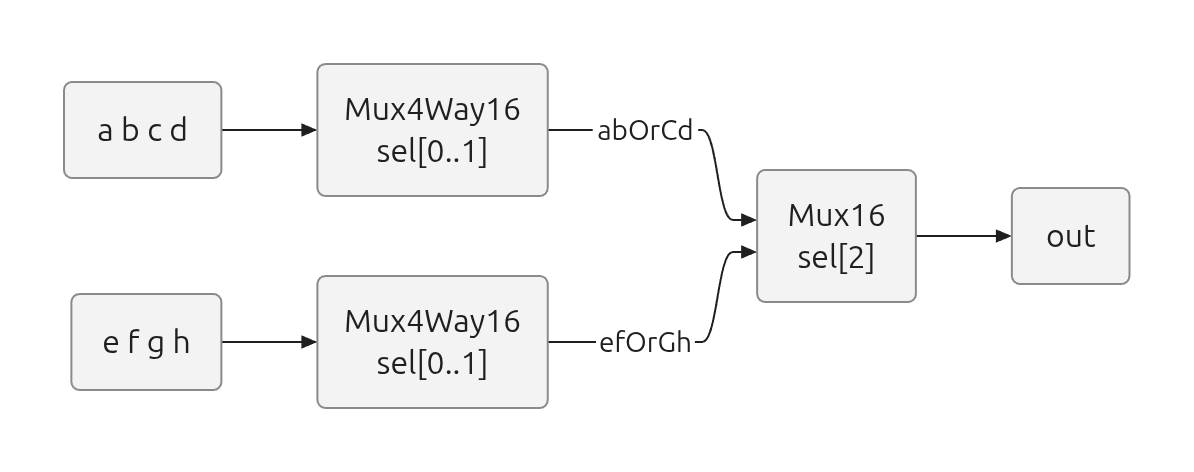 a b c d
Mux4Way16
sel[0..1]
abOrCd
e f g h
Mux4Way16
sel[0..1]
efOrGh
Mux16
sel[2]
out